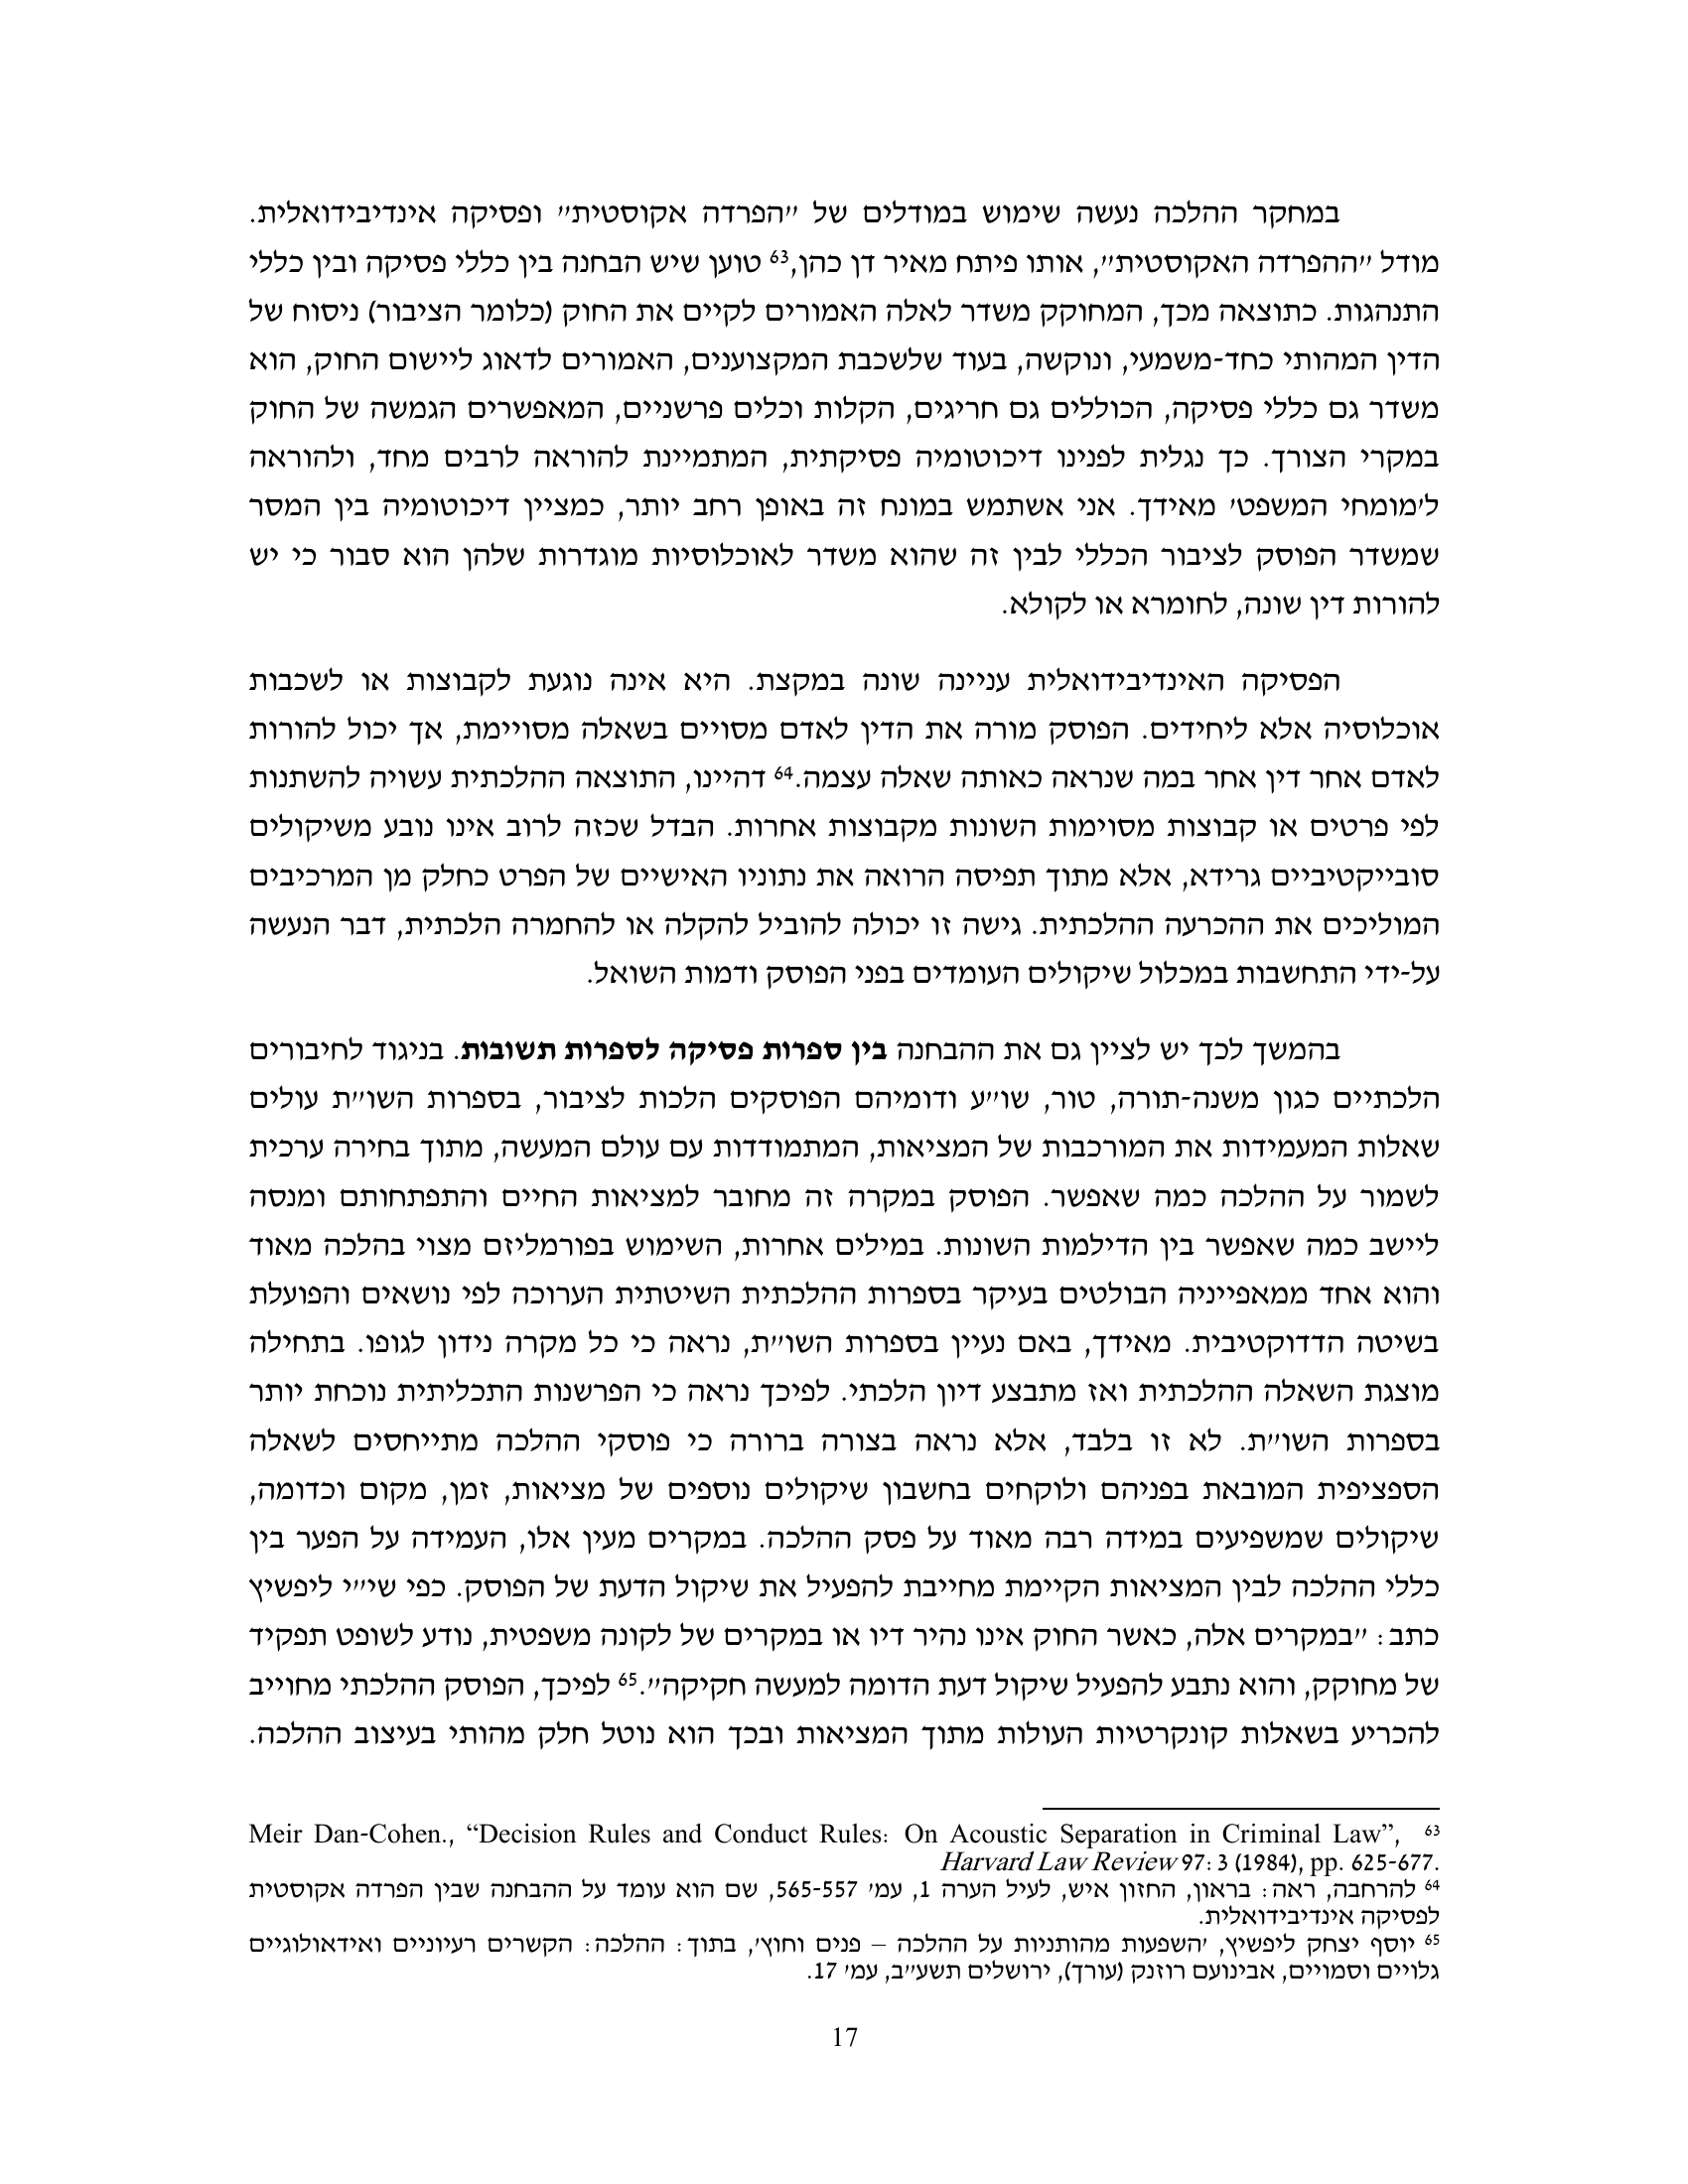 במחקר ההלכה נעשה שימוש במודלים של "הפרדה אקוסטית" ופסיקה אינדיבידואלית.
מודל "ההפרדה האקוסטית", אותו פיתח מאיר דן כהן,63 טוען שיש הבחנה בין כללי פסיקה ובין כללי
התנהגות. כתוצאה מכך, המחוקק משדר לאלה האמורים לקיים את החוק (כלומר הציבור) ניסוח של
הדין המהותי כחד-משמעי, ונוקשה, בעוד שלשכבת המקצוענים, האמורים לדאוג ליישום החוק, הוא
משדר גם כללי פסיקה, הכוללים גם חריגים, הקלות וכלים פרשניים, המאפשרים הגמשה של החוק
במקרי הצורך. כך נגלית לפנינו דיכוטומיה פסיקתית, המתמיינת להוראה לרבים מחד, ולהוראה
ל'מומחי המשפט' מאידך. אני אשתמש במונח זה באופן רחב יותר, כמציין דיכוטומיה בין המסר
שמשדר הפוסק לציבור הכללי לבין זה שהוא משדר לאוכלוסיות מוגדרות שלהן הוא סבור כי יש
להורות דין שונה, לחומרא או לקולא.
הפסיקה האינדיבידואלית עניינה שונה במקצת. היא אינה נוגעת לקבוצות או לשכבות
אוכלוסיה אלא ליחידים. הפוסק מורה את הדין לאדם מסויים בשאלה מסויימת, אך יכול להורות
לאדם אחר דין אחר במה שנראה כאותה שאלה עצמה.64 דהיינו, התוצאה ההלכתית עשויה להשתנות
לפי פרטים או קבוצות מסוימות השונות מקבוצות אחרות. הבדל שכזה לרוב אינו נובע משיקולים
סובייקטיביים גרידא, אלא מתוך תפיסה הרואה את נתוניו האישיים של הפרט כחלק מן המרכיבים
המוליכים את ההכרעה ההלכתית. גישה זו יכולה להוביל להקלה או להחמרה הלכתית, דבר הנעשה
על-ידי התחשבות במכלול שיקולים העומדים בפני הפוסק ודמות השואל.
בהמשך לכך יש לציין גם את ההבחנה בין ספרות פסיקה לספרות תשובות. בניגוד לחיבורים
הלכתיים כגון משנה-תורה, טור, שו"ע ודומיהם הפוסקים הלכות לציבור, בספרות השו"ת עולים
שאלות המעמידות את המורכבות של המציאות, המתמודדות עם עולם המעשה, מתוך בחירה ערכית
לשמור על ההלכה כמה שאפשר. הפוסק במקרה זה מחובר למציאות החיים והתפתחותם ומנסה
ליישב כמה שאפשר בין הדילמות השונות. במילים אחרות, השימוש בפורמליזם מצוי בהלכה מאוד
והוא אחד ממאפייניה הבולטים בעיקר בספרות ההלכתית השיטתית הערוכה לפי נושאים והפועלת
בשיטה הדדוקטיבית. מאידך, באם נעיין בספרות השו"ת, נראה כי כל מקרה נידון לגופו. בתחילה
מוצגת השאלה ההלכתית ואז מתבצע דיון הלכתי. לפיכך נראה כי הפרשנות התכליתית נוכחת יותר
בספרות השו"ת. לא זו בלבד, אלא נראה בצורה ברורה כי פוסקי ההלכה מתייחסים לשאלה
הספציפית המובאת בפניהם ולוקחים בחשבון שיקולים נוספים של מציאות, זמן, מקום וכדומה,
שיקולים שמשפיעים במידה רבה מאוד על פסק ההלכה. במקרים מעין אלו, העמידה על הפער בין
כללי ההלכה לבין המציאות הקיימת מחייבת להפעיל את שיקול הדעת של הפוסק. כפי שי"י ליפשיץ
כתב: "במקרים אלה, כאשר החוק אינו נהיר דיו או במקרים של לקונה משפטית, נודע לשופט תפקיד
של מחוקק, והוא נתבע להפעיל שיקול דעת הדומה למעשה חקיקה".65 לפיכך, הפוסק ההלכתי מחוייב
להכריע בשאלות קונקרטיות העולות מתוך המציאות ובכך הוא נוטל חלק מהותי בעיצוב ההלכה.
63 Meir Dan-Cohen., “Decision Rules and Conduct Rules: On Acoustic Separation in Criminal Law”,
Harvard Law Review 97: 3 (1984), pp. 625-677.
64 להרחבה, ראה: בראון, החזון איש, לעיל הערה 1, עמ' 565-557, שם הוא עומד על ההבחנה שבין הפרדה אקוסטית
לפסיקה אינדיבידואלית.
65 יוסף יצחק ליפשיץ, 'השפעות מהותניות על ההלכה – פנים וחוץ', בתוך: ההלכה: הקשרים רעיוניים ואידאולוגיים
גלויים וסמויים, אבינועם רוזנק (עורך), ירושלים תשע"ב, עמ' 17.
17